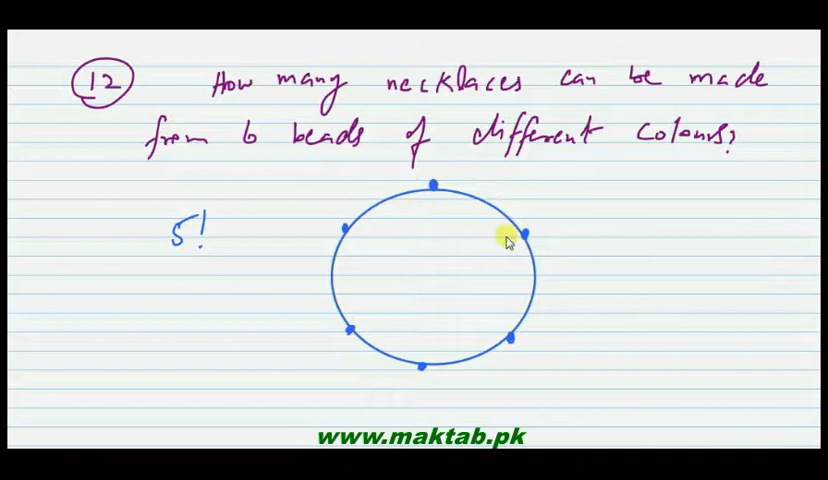 12 How many necklaces can be made
from 6 beads of different colours?
5!
www.maktab.pk